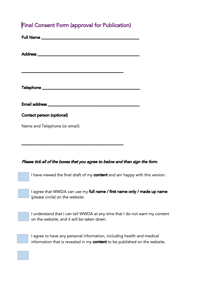 Final Consent Form (approval for Publication)
Full Name
Address
Telephone
Email address
Contact person (optional)
Name and Telephone (or email)
Please tick all of the boxes that you agree to below and then sign the form.
I have viewed the final draft of my content and am happy with this version
I agree that WWDA can use my full name / first name only / made up name
(please circle) on the website.
I understand that I can tell WWDA at any time that I do not want my content
on the website, and it will be taken down.
I agree to have any personal information, including health and medical
information that is revealed in my content to be published on the website.